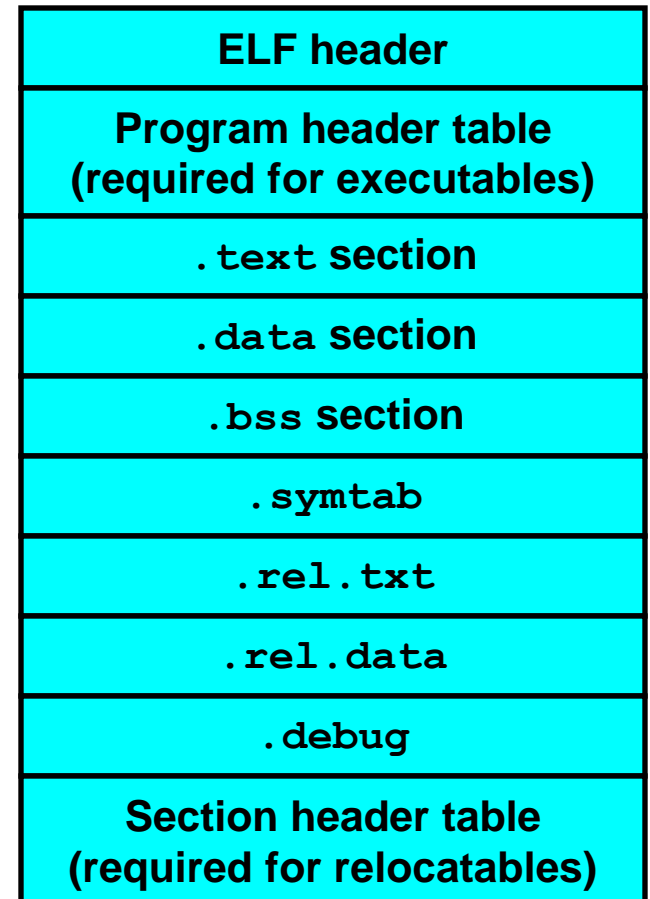 ELF header
Program header table
(required for executables)
.text section
.data section
.bss section
.symtab
.rel.txt
.rel.data
.debug
Section header table
(required for relocatables)